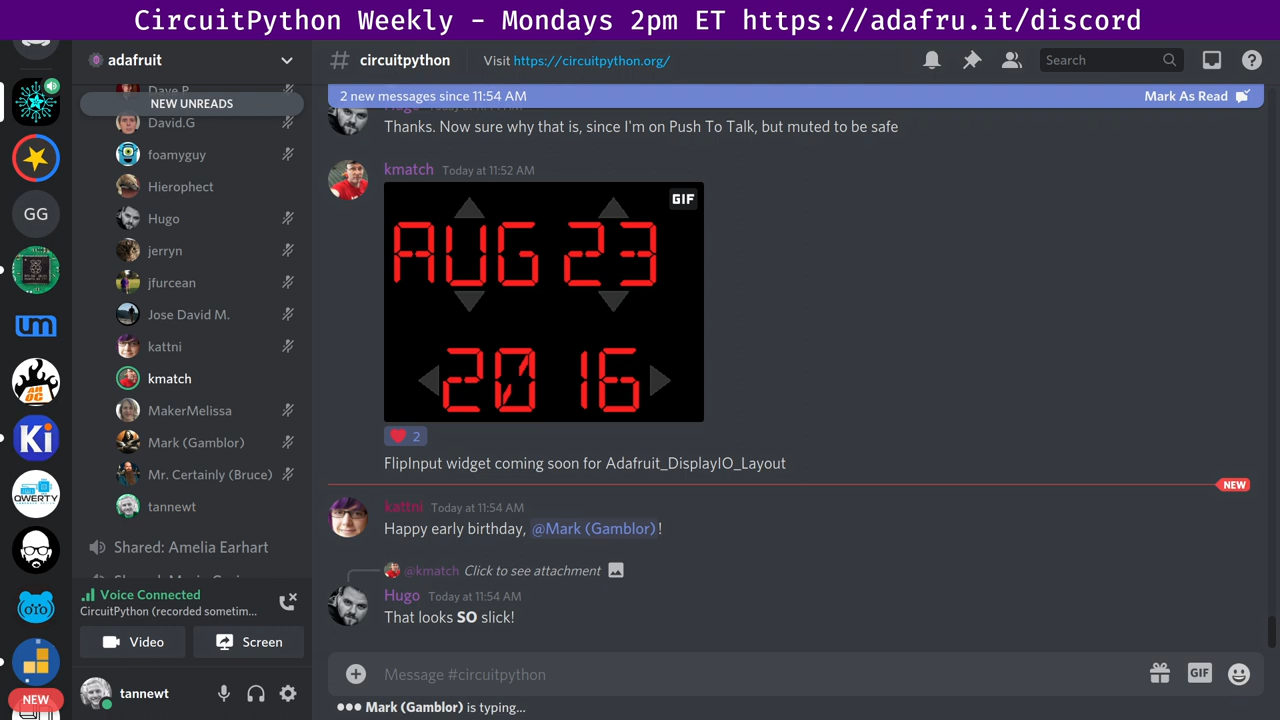 CircuitPython Weekly - Mondays 2pm ET https://adafru.it/discord
adafruit
circuitpython
Visit https://circuitpython.org/
Search
NEW UNREADS
Dave P.
David.G
foamyguy
Hierophect
Hugo
jerryn
jfurcean
Jose David M.
kattni
kmatch
MakerMelissa
Mark (Gamblor)
Mr. Certainly (Bruce)
tannewt
Shared: Amelia Earhart
GG
um
Ki
QWERTY
NEW
Voice Connected
CircuitPython (recorded sometim...
Video
Screen
tannewt
2 new messages since 11:54 AM
Mark As Read
Thanks. Now sure why that is, since I'm on Push To Talk, but muted to be safe
kmatch Today at 11:52 AM
GIF
AUG 23
2016
2
FlipInput widget coming soon for Adafruit_DisplayIO_Layout
NEW
kattni Today at 11:54 AM
Happy early birthday, @Mark (Gamblor) !
@kmatch Click to see attachment
Hugo Today at 11:54 AM
That looks SO slick!
Message #circuitpython
GIF
Mark (Gamblor) is typing...